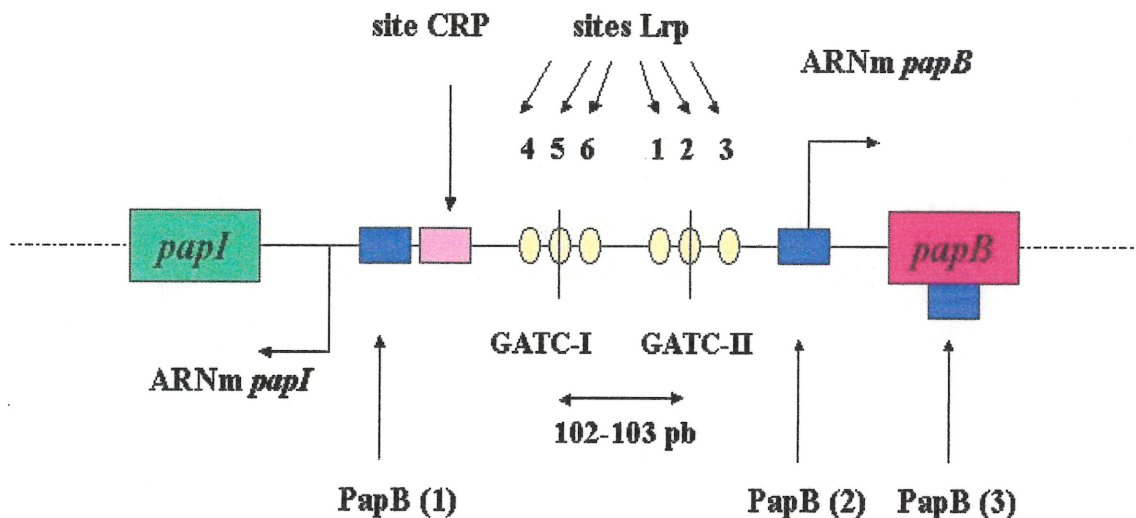 site CRP
sites Lrp
ARNm papB
4 5 6 1 2 3
papI
papB
GATC-I
GATC-II
ARNm papI
102-103 pb
PapB (1)
PapB (2)
PapB (3)